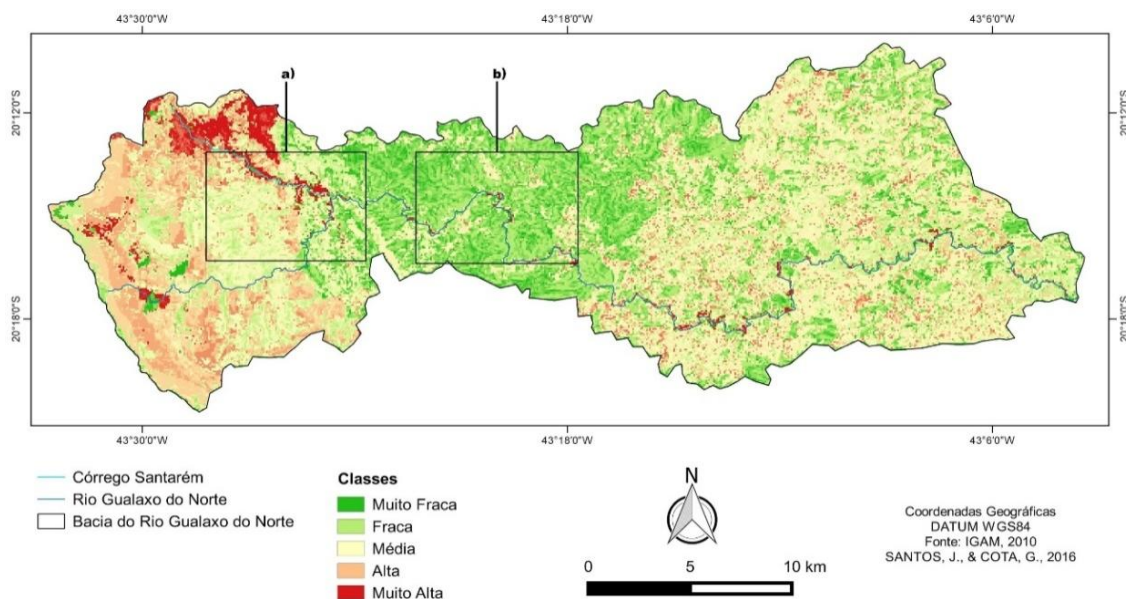 43°30'0"W
43°18'0"W
43°6'0"W
a)
b)
20°12'0"S
20°12'0"S
20°18'0"S
20°18'0"S
43°30'0"W
43°18'0"W
43°6'0"W
Córrego Santarém
Rio Gualaxo do Norte
Bacia do Rio Gualaxo do Norte
Classes
Muito Fraca
Fraca
Média
Alta
Muito Alta
N
0 5 10 km
Coordenadas Geográficas
DATUM WGS84
Fonte: IGAM, 2010
SANTOS, J., & COTA, G., 2016